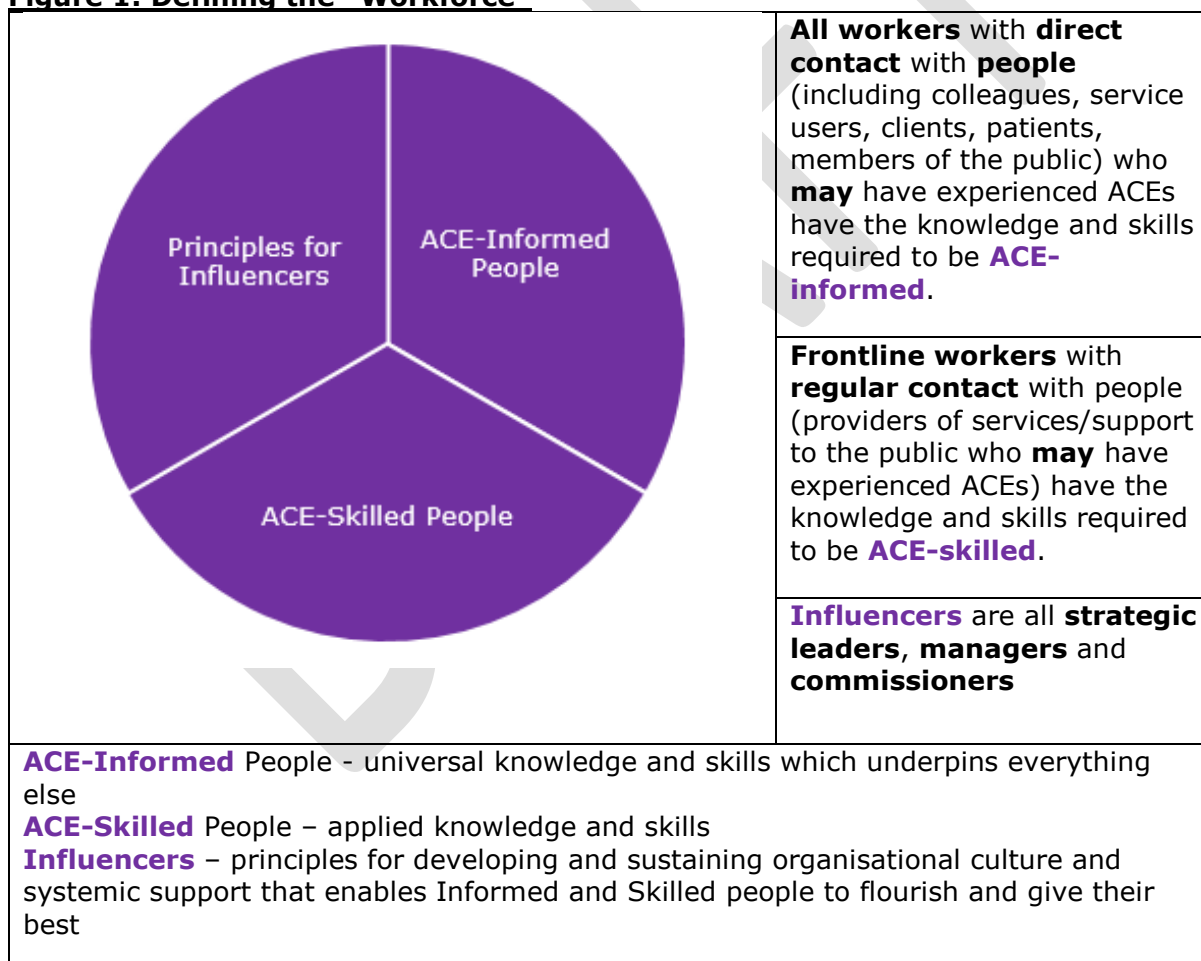 Figure 1: Defining the "Workforce"
Principles for
Influencers
ACE-Informed
People
ACE-Skilled People
All workers with direct
contact with people
(including colleagues, service
users, clients, patients,
members of the public) who
may have experienced ACEs
have the knowledge and skills
required to be ACE-
informed.
Frontline workers with
regular contact with people
(providers of services/support
to the public who may have
experienced ACEs) have the
knowledge and skills required
to be ACE-skilled.
Influencers are all strategic
leaders, managers and
commissioners
ACE-Informed People - universal knowledge and skills which underpins everything
else
ACE-Skilled People – applied knowledge and skills
Influencers – principles for developing and sustaining organisational culture and
systemic support that enables Informed and Skilled people to flourish and give their
best